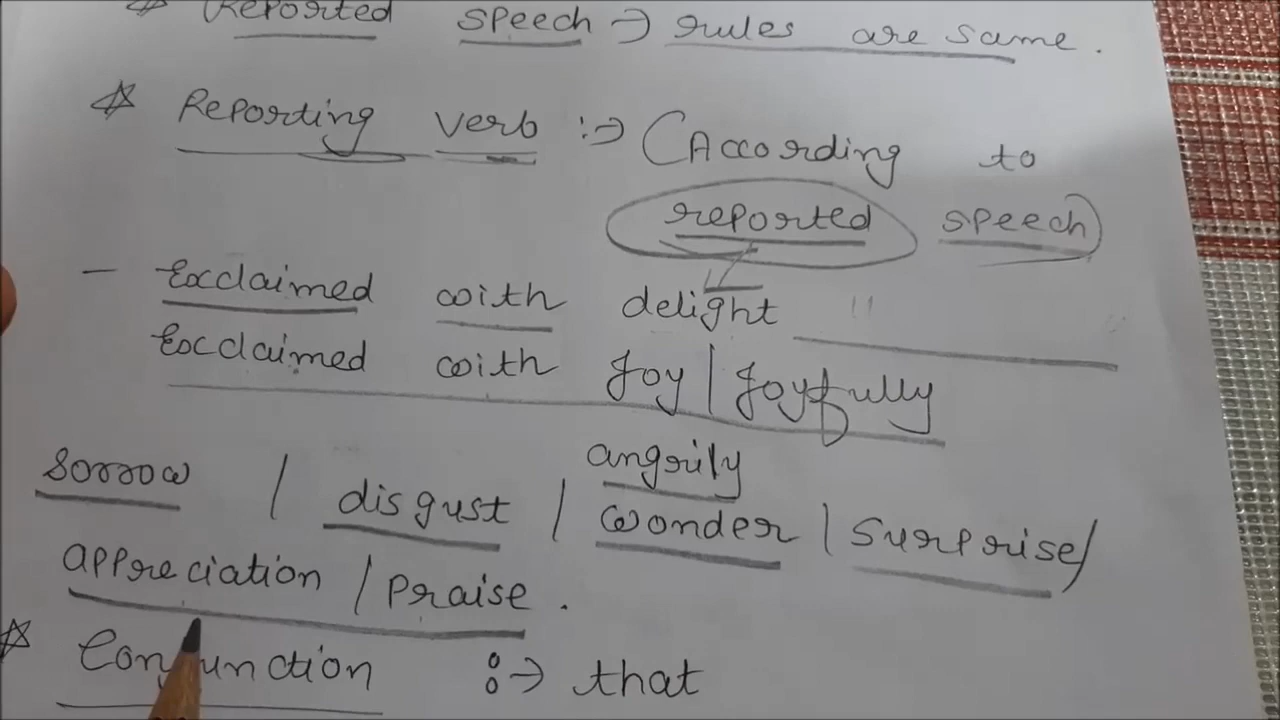 ☆ Reported speech → rules are same.
☆ Reporting verb :→ (According to
reported speech)
- Exclaimed with delight "
Exclaimed with Joy / Joyfully
angrily
sorrow / disgust / wonder / surprise /
appreciation / praise.
☆ Conjunction :→ that